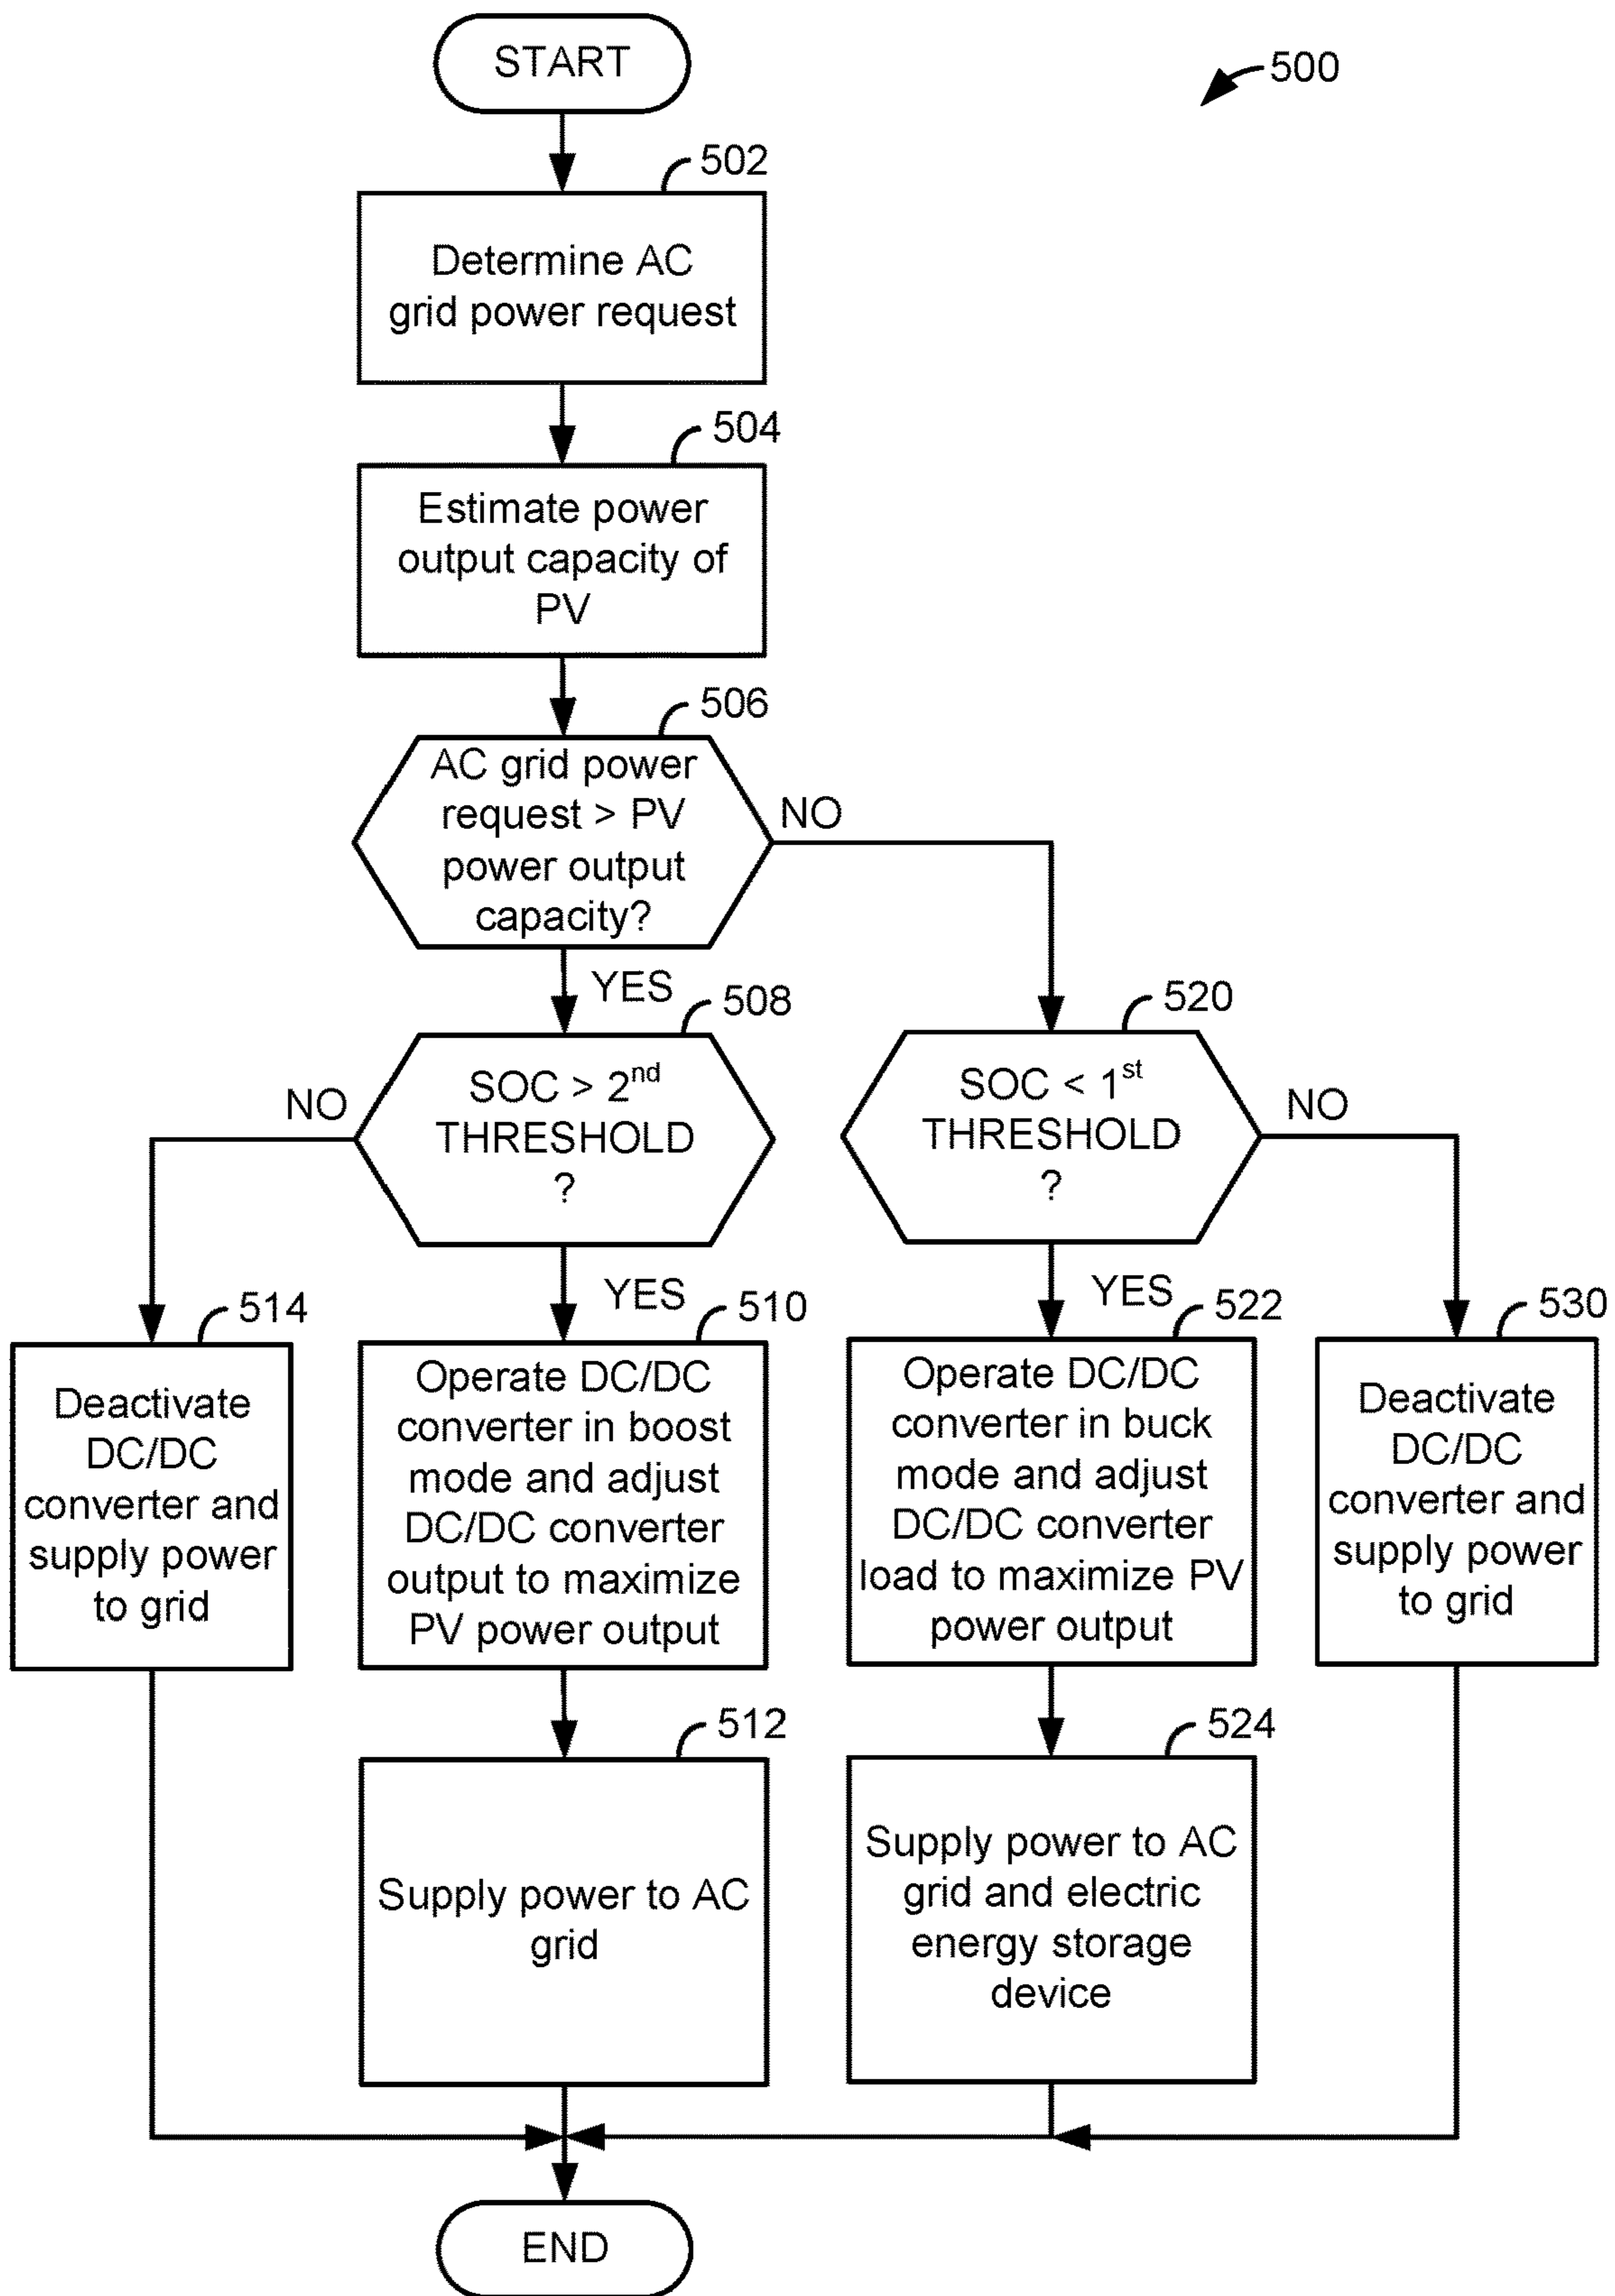 START
500
502
Determine AC
grid power request
504
Estimate power
output capacity of
PV
506
AC grid power
request > PV
power output
capacity?
NO
YES
508
SOC > 2nd
THRESHOLD
?
NO
YES
520
SOC < 1st
THRESHOLD
?
NO
YES
514
Deactivate
DC/DC
converter and
supply power
to grid
510
Operate DC/DC
converter in boost
mode and adjust
DC/DC converter
output to maximize
PV power output
522
Operate DC/DC
converter in buck
mode and adjust
DC/DC converter
load to maximize PV
power output
530
Deactivate
DC/DC
converter and
supply power
to grid
512
Supply power to AC
grid
524
Supply power to AC
grid and electric
energy storage
device
END